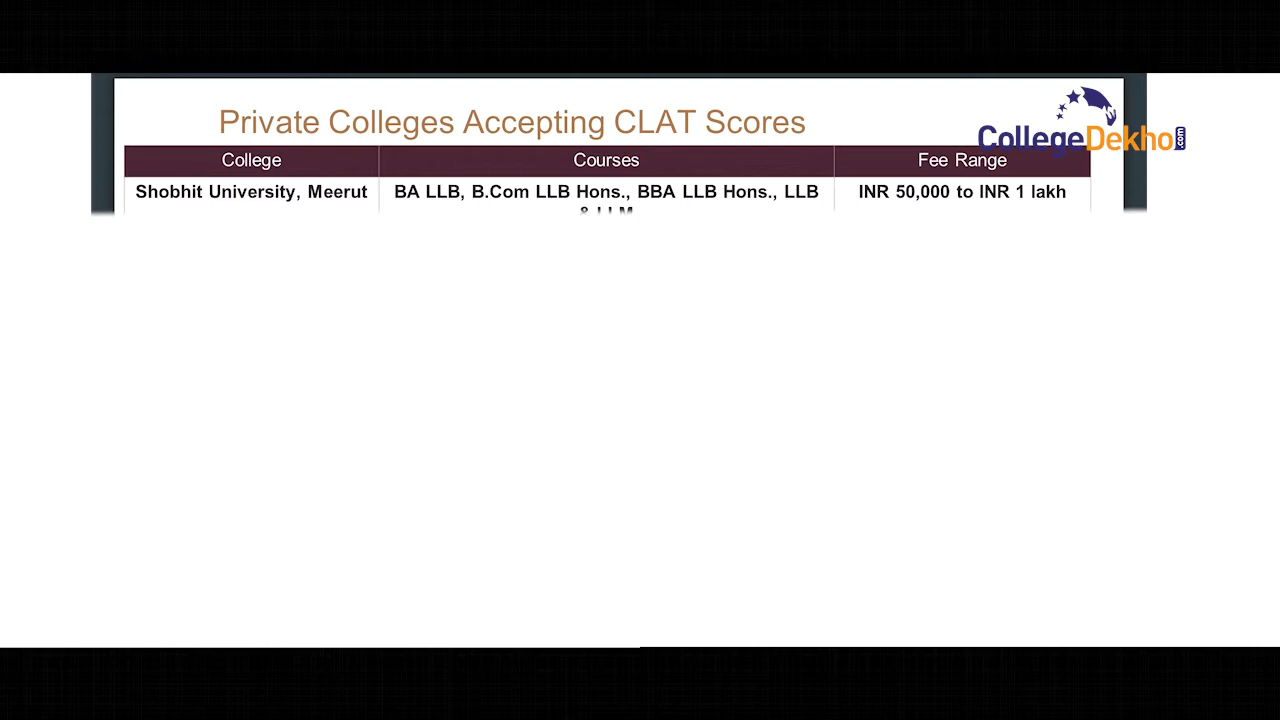 Private Colleges Accepting CLAT Scores
CollegeDekho.com
College Courses Fee Range
Shobhit University, Meerut BA LLB, B.Com LLB Hons., BBA LLB Hons., LLB INR 50,000 to INR 1 lakh
& LLM